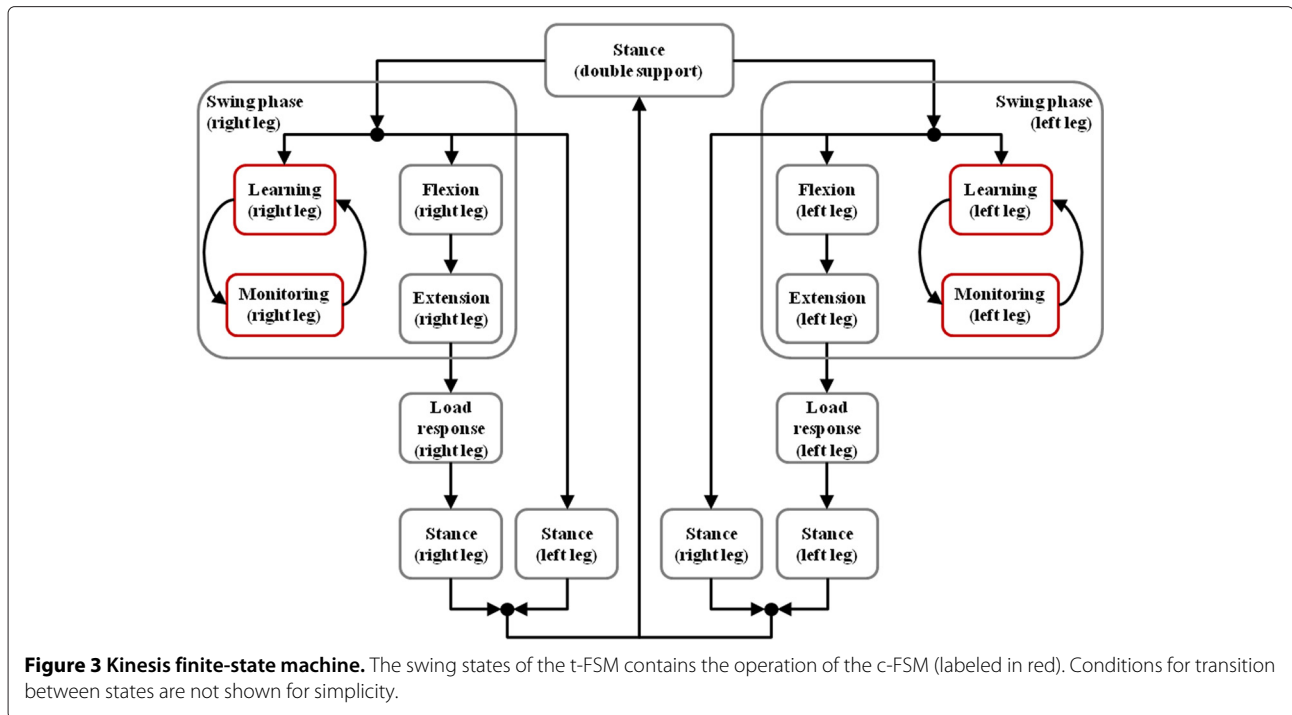 Stance
(double support)
Swing phase
(right leg)
Learning
(right leg)
Monitoring
(right leg)
Flexion
(right leg)
Extension
(right leg)
Load
response
(right leg)
Stance
(right leg)
Stance
(left leg)
Swing phase
(left leg)
Flexion
(left leg)
Extension
(left leg)
Learning
(left leg)
Monitoring
(left leg)
Load
response
(left leg)
Stance
(right leg)
Stance
(left leg)
Figure 3 Kinesis finite-state machine. The swing states of the t-FSM contains the operation of the c-FSM (labeled in red). Conditions for transition
between states are not shown for simplicity.